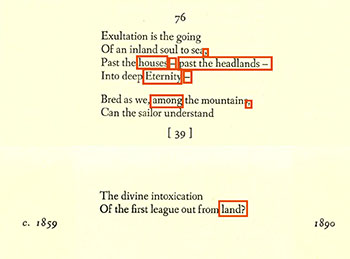 76
Exultation is the going
Of an inland soul to sea,
Past the houses – past the headlands –
Into deep Eternity –
Bred as we, among the mountains,
Can the sailor understand
[ 39 ]
The divine intoxication
Of the first league out from land?
c. 1859
1890